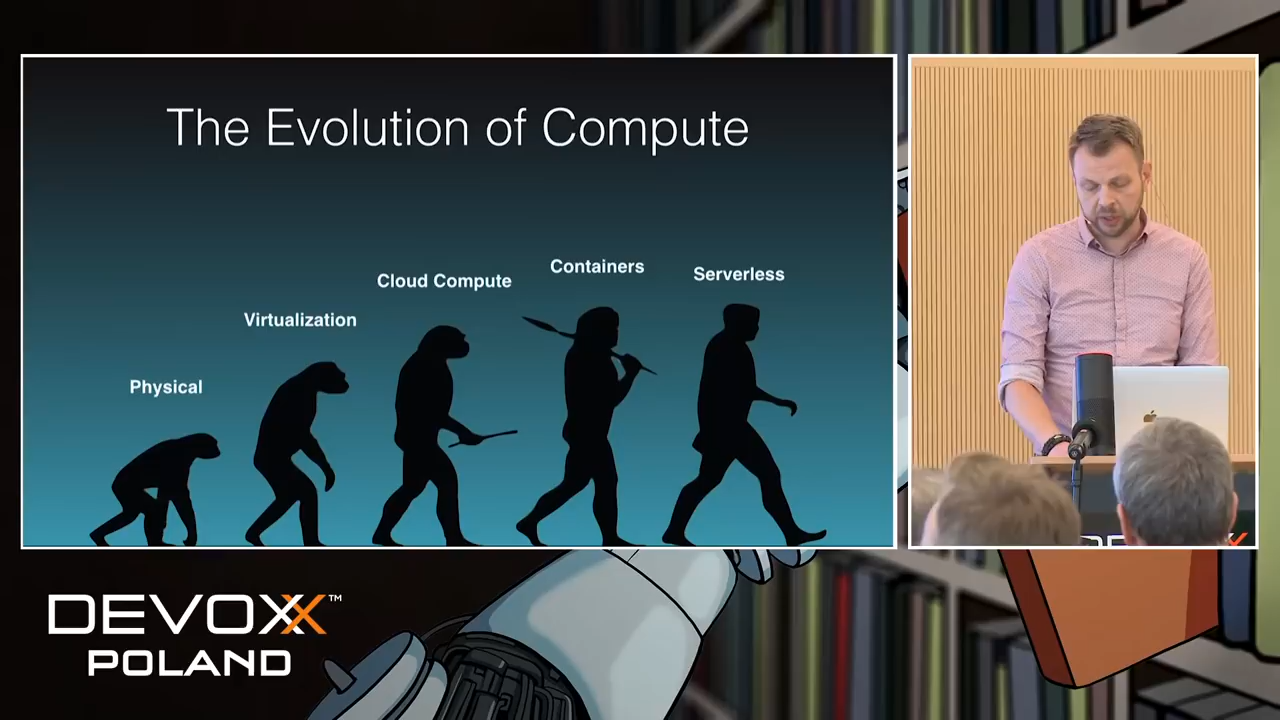 The Evolution of Compute
Physical
Virtualization
Cloud Compute
Containers
Serverless
DEVOXX™
POLAND